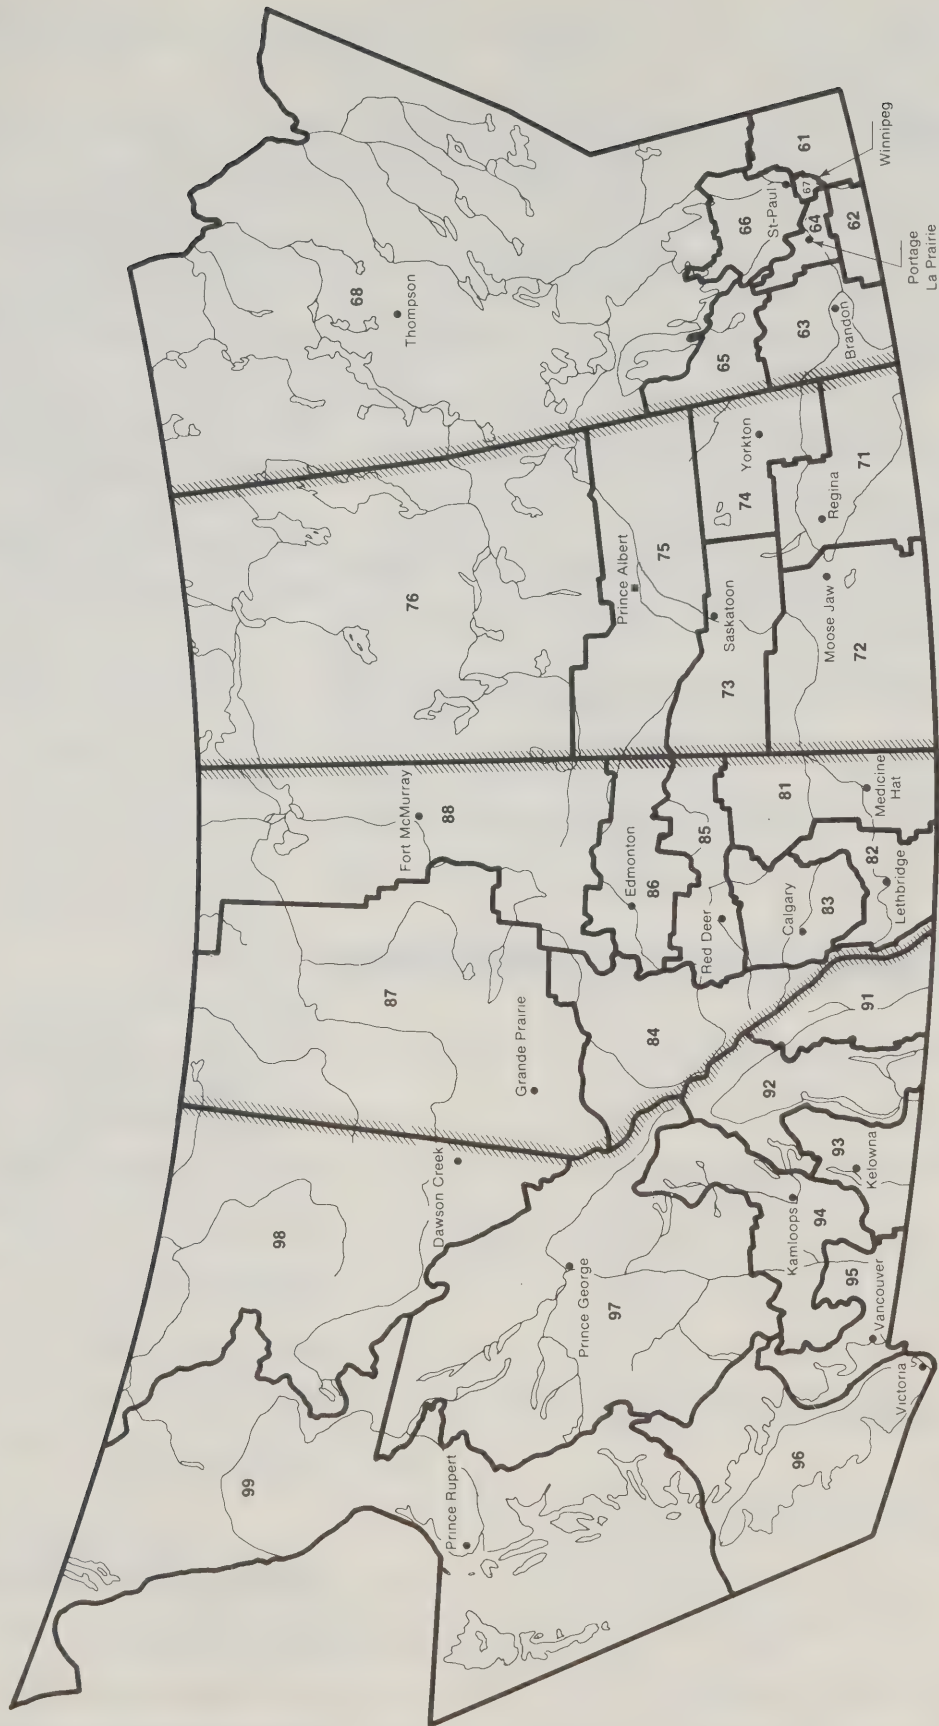 99
98
Prince Rupert
Dawson Creek
Prince George
97
96
Victoria
Vancouver
95
Kamloops
94
93
Kelowna
92
91
Grande Prairie
87
84
Fort McMurray
88
Edmonton
86
85
Red Deer
Calgary
83
81
82
Lethbridge
Medicine
Hat
76
Prince Albert
75
Saskatoon
73
74
Yorkton
Moose Jaw
72
Regina
71
68
Thompson
65
66
St-Paul
67
61
64
62
63
Brandon
Portage
La Prairie
Winnipeg